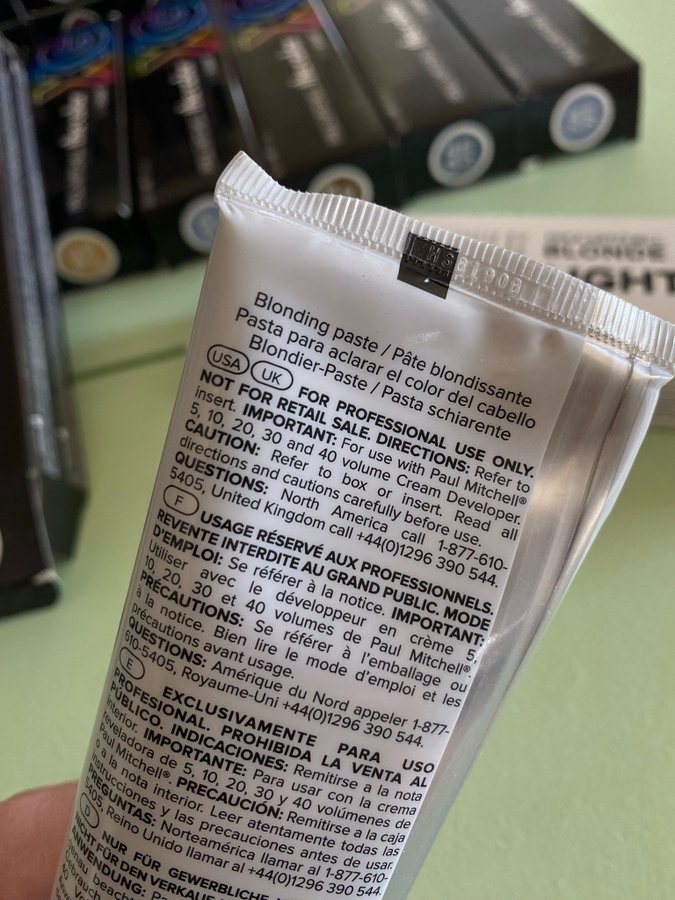 BLONDE
Blonding paste / Pâte blondissante
Pasta para aclarar el color del cabello
Blondier-Paste / Pasta schiarente
USA UK FOR PROFESSIONAL USE ONLY.
NOT FOR RETAIL SALE. DIRECTIONS: Refer to
insert. IMPORTANT: For use with Paul Mitchell®
5, 10, 20, 30 and 40 volume Cream Developer.
CAUTION: Refer to box or insert. Read all
directions and cautions carefully before use.
QUESTIONS: North America call 1-877-610-
5405, United Kingdom call +44(0)1296 390 544.
F USAGE RÉSERVÉ AUX PROFESSIONNELS.
REVENTE INTERDITE AU GRAND PUBLIC. MODE
D'EMPLOI: Se référer à la notice. IMPORTANT:
Utiliser avec le développeur en crème 5,
10, 20, 30 et 40 volumes de Paul Mitchell®.
PRÉCAUTIONS: Se référer à l'emballage ou
à la notice. Bien lire le mode d'emploi et les
précautions avant usage.
QUESTIONS: Amérique du Nord appeler 1-877-
610-5405, Royaume-Uni +44(0)1296 390 544.
E EXCLUSIVAMENTE PARA USO
PROFESIONAL. PROHIBIDA LA VENTA AL
PÚBLICO. INDICACIONES: Remitirse a la nota
interior. IMPORTANTE: Para usar con la crema
reveladora de 5, 10, 20, 30 y 40 volúmenes de
Paul Mitchell®. PRECAUCIÓN: Remitirse a la caja
o a la nota interior. Leer atentamente todas las
instrucciones y las precauciones antes de usar.
PREGUNTAS: Norteamérica llamar al 1-877-610-
5405, Reino Unido llamar al +44(0)1296 390 544.
D NUR FÜR GEWERBLICHE
NICHT FÜR DEN VERKAUF
ANWENDUNG:
genau
Gebrauch
40